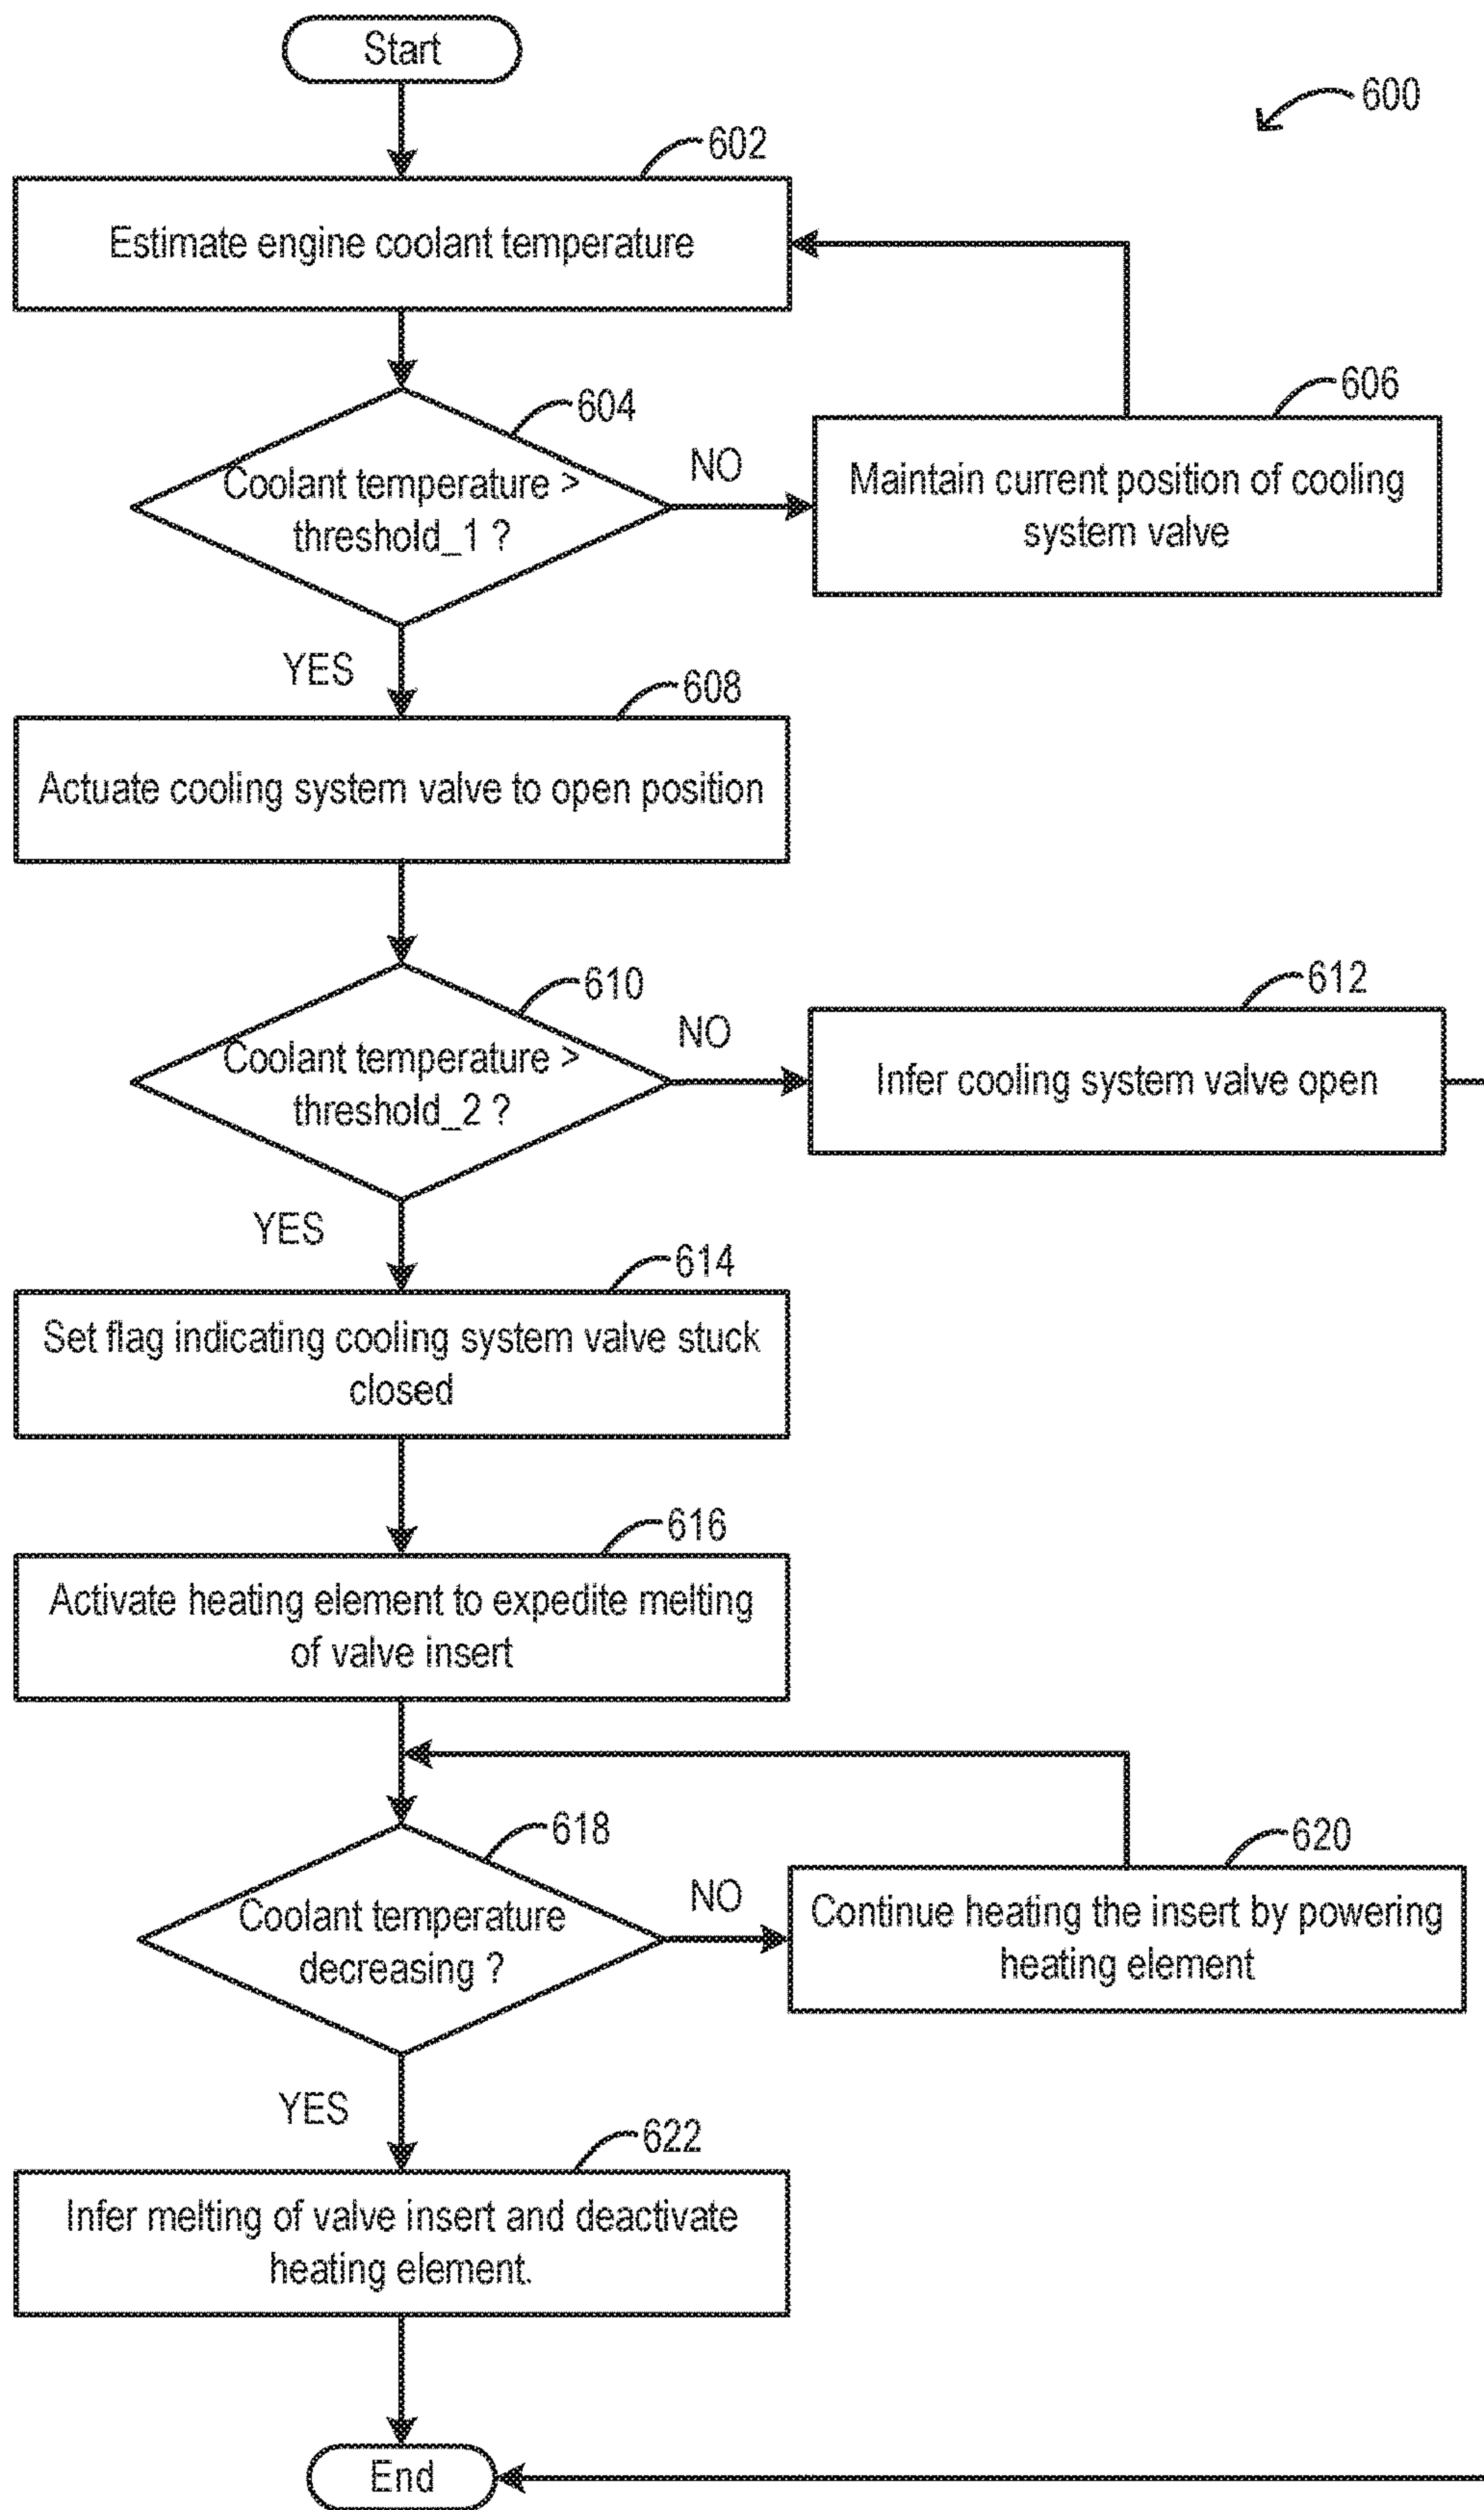 Start
600
602
Estimate engine coolant temperature
604
Coolant temperature >
threshold_1 ?
NO
606
Maintain current position of cooling
system valve
YES
608
Actuate cooling system valve to open position
610
Coolant temperature >
threshold_2 ?
NO
612
Infer cooling system valve open
YES
614
Set flag indicating cooling system valve stuck
closed
616
Activate heating element to expedite melting
of valve insert
618
Coolant temperature
decreasing ?
NO
620
Continue heating the insert by powering
heating element
YES
622
Infer melting of valve insert and deactivate
heating element.
End